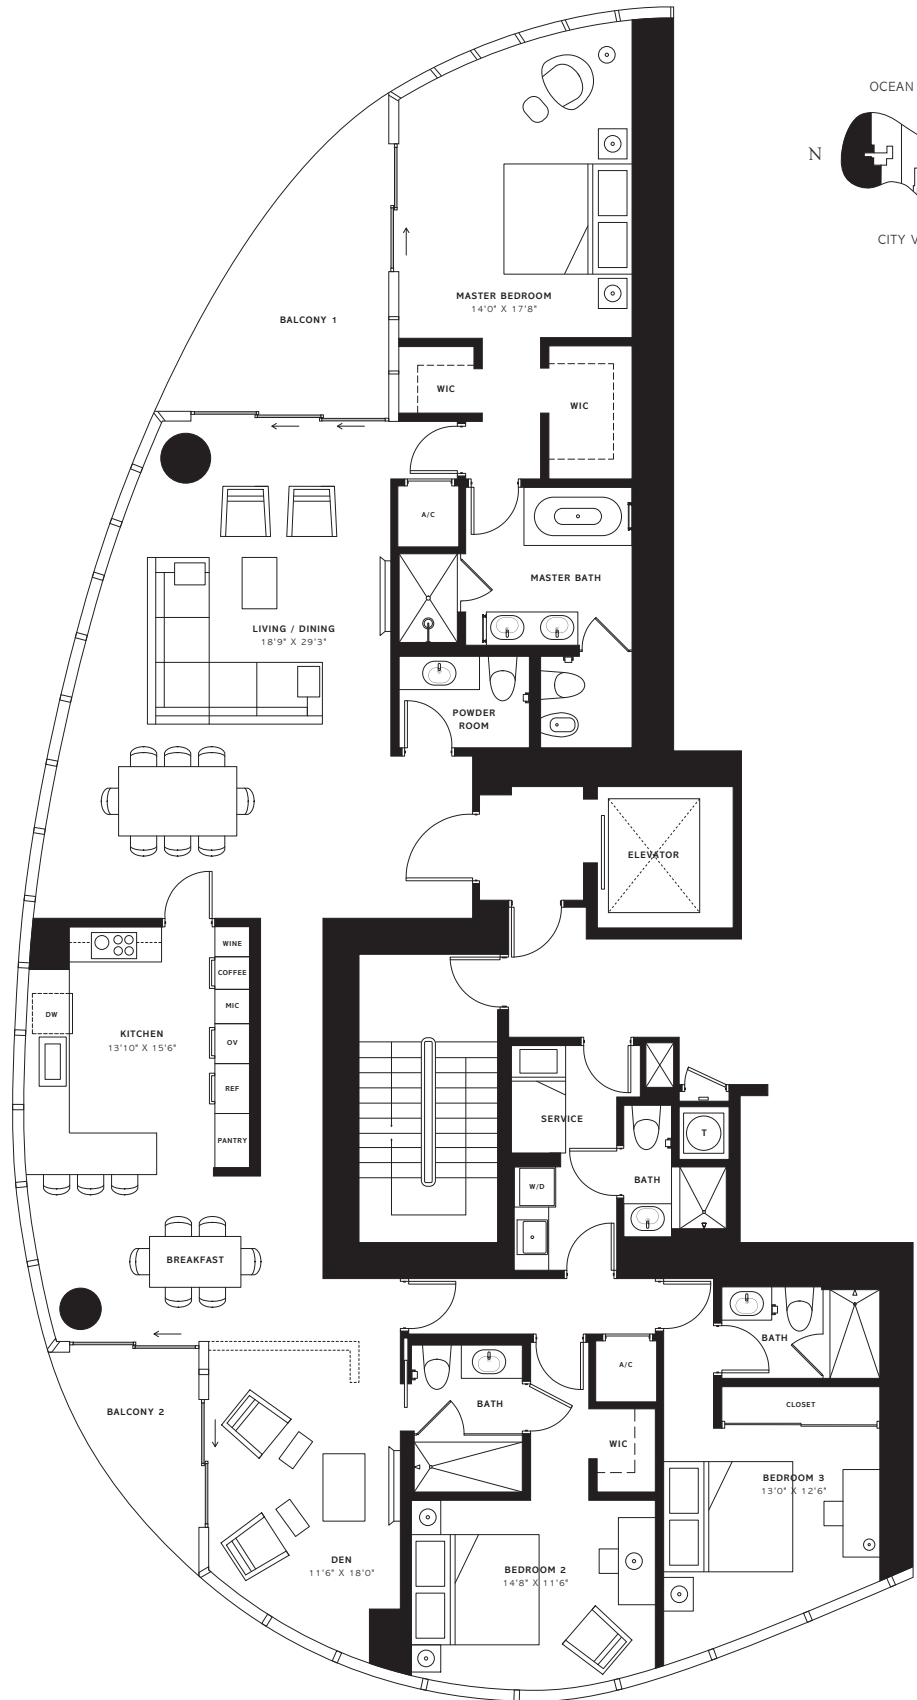 OCEAN
N
CITY V
MASTER BEDROOM
14'0" X 17'8"
BALCONY 1
WIC
WIC
A/C
MASTER BATH
LIVING / DINING
18'9" X 29'3"
POWDER
ROOM
ELEVATOR
WINE
COFFEE
MIC
DW
KITCHEN
13'10" X 15'6"
OV
REF
PANTRY
SERVICE
T
BATH
W/D
BREAKFAST
BATH
A/C
BALCONY 2
BATH
CLOSET
WIC
BEDROOM 3
13'0" X 12'6"
DEN
11'6" X 18'0"
BEDROOM 2
14'8" X 11'6"